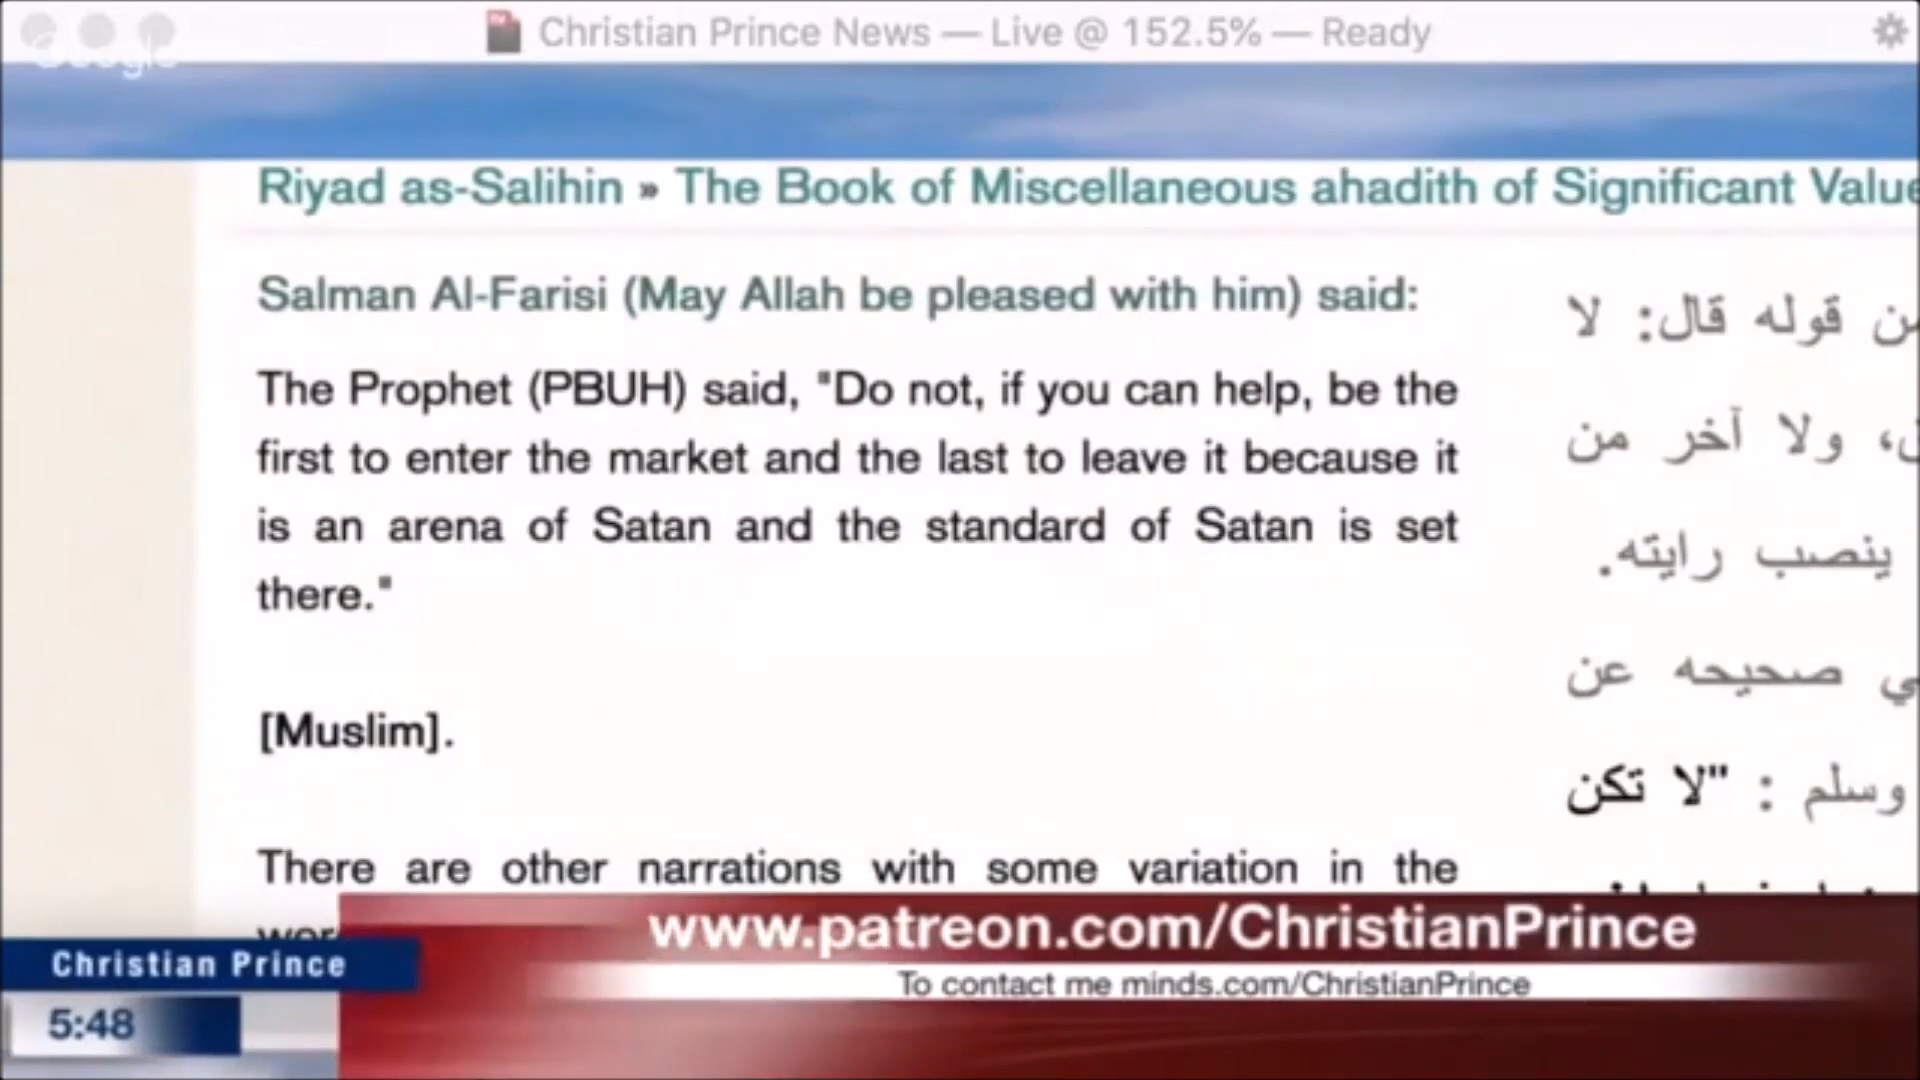 Christian Prince News — Live @ 152.5% — Ready
Google
Riyad as-Salihin » The Book of Miscellaneous ahadith of Significant Value
Salman Al-Farisi (May Allah be pleased with him) said:
The Prophet (PBUH) said, "Do not, if you can help, be the
first to enter the market and the last to leave it because it
is an arena of Satan and the standard of Satan is set
there."
[Muslim].
There are other narrations with some variation in the
قوله قال: لا
ولا آخر من
ينصب رايته.
صحيحه عن
وسلم : "لا تكن
www.patreon.com/ChristianPrince
To contact me minds.com/ChristianPrince
Christian Prince
5:48